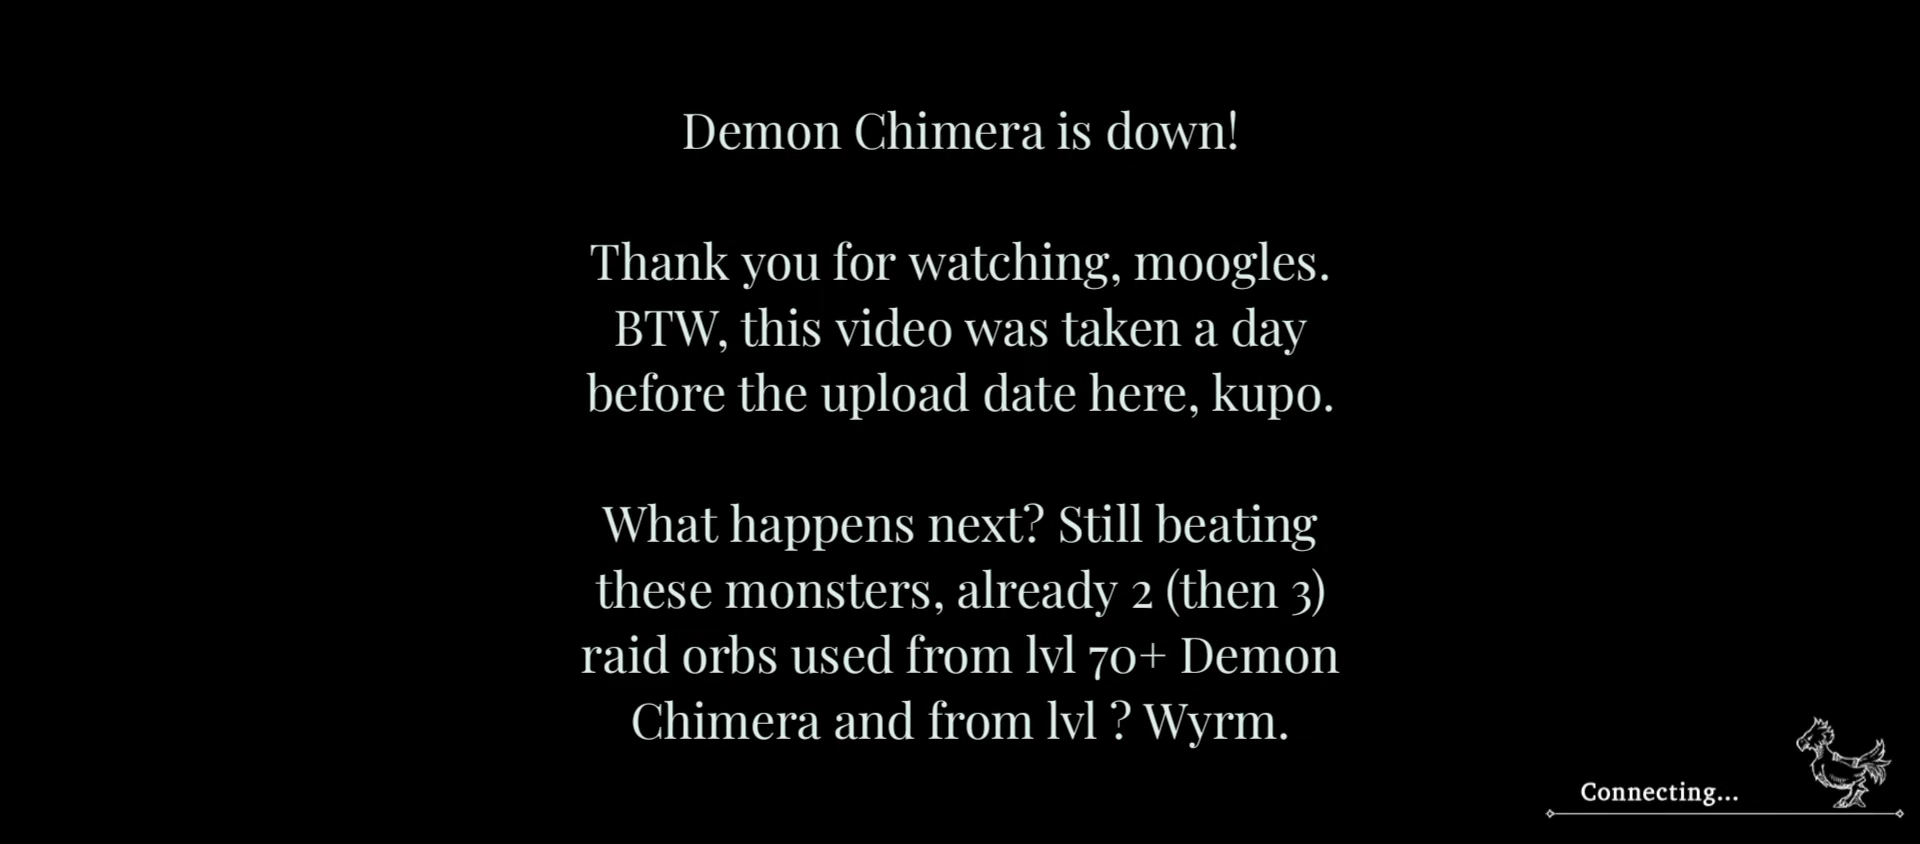 Demon Chimera is down!
Thank you for watching, moogles.
BTW, this video was taken a day
before the upload date here, kupo.
What happens next? Still beating
these monsters, already 2 (then 3)
raid orbs used from lvl 70+ Demon
Chimera and from lvl ? Wyrm.
Connecting...